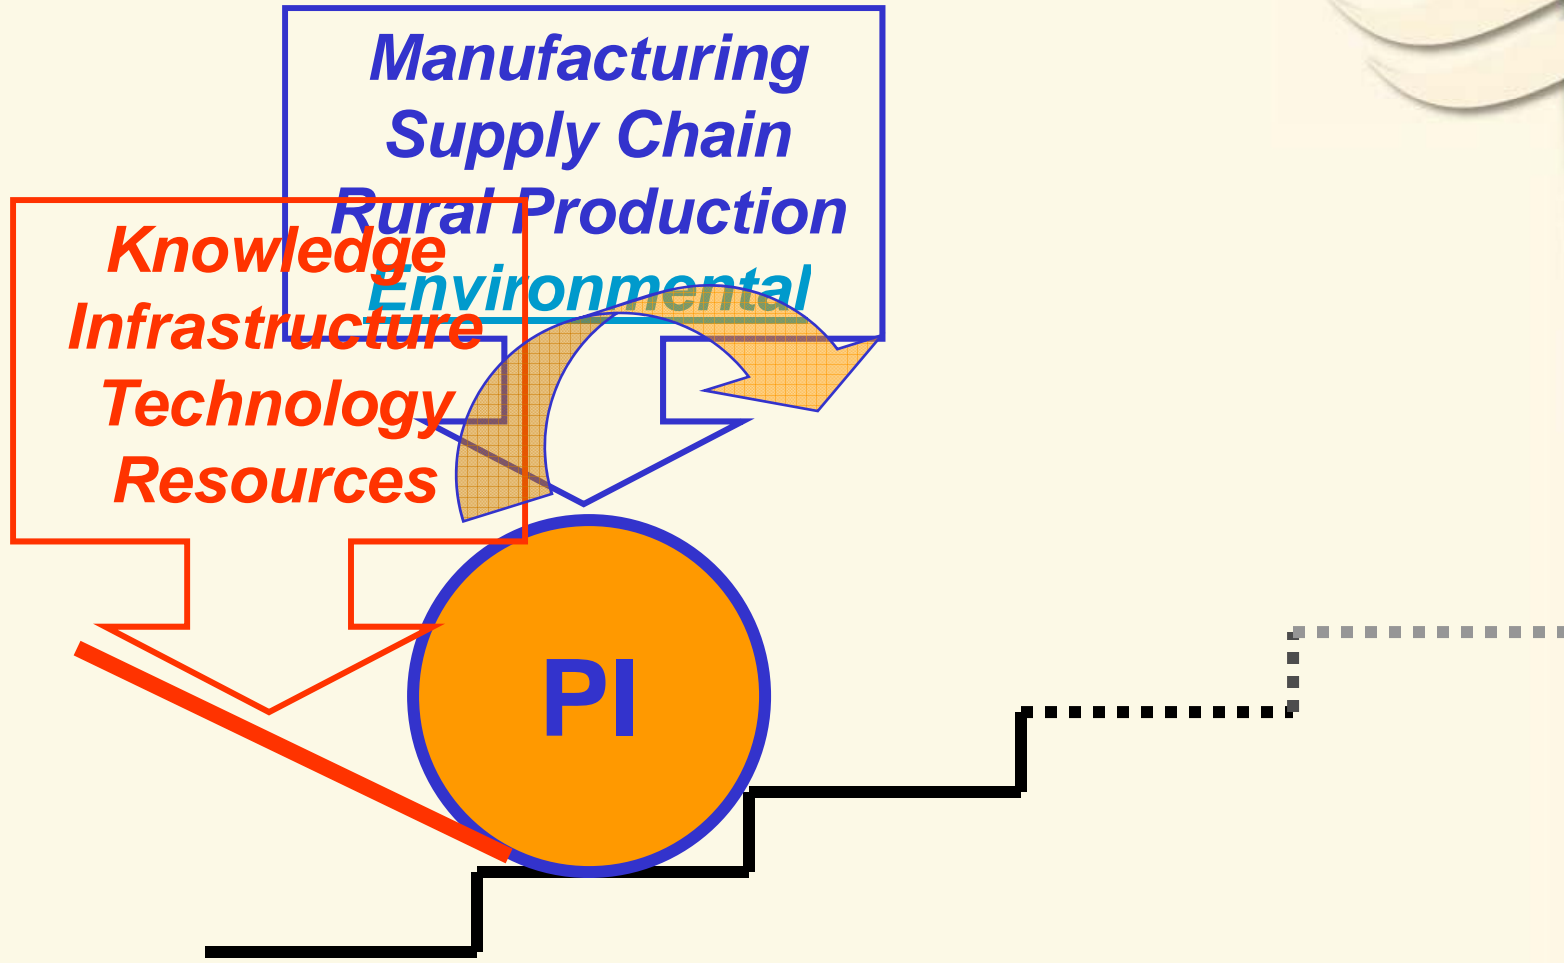 Manufacturing
Supply Chain
Rural Production
Environmental
Knowledge
Infrastructure
Technology
Resources
PI